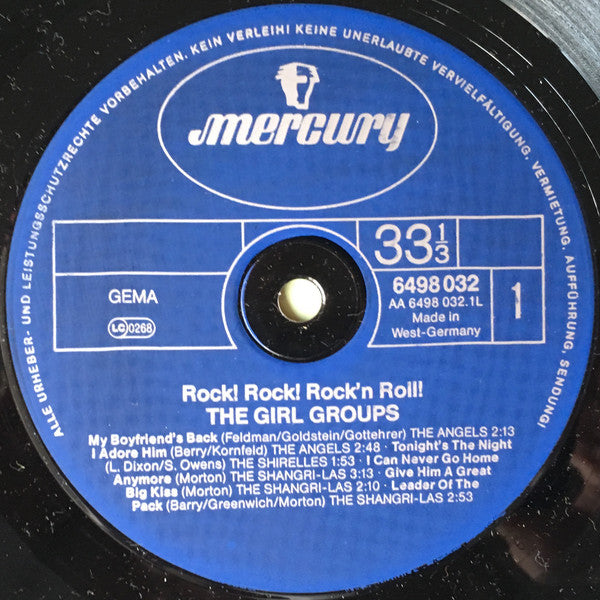 ALLE URHEBER- UND LEISTUNGSSCHUTZRECHTE VORBEHALTEN. KEIN VERLEIH! KEINE UNERLAUBTE VERVIELFÄLTIGUNG, VERMIETUNG, AUFFÜHRUNG, SENDUNG!
mercury
33 1/3
GEMA
LC 0268
6498 032
AA 6498 032.1L
Made in
West-Germany
1
Rock! Rock! Rock'n Roll!
THE GIRL GROUPS
My Boyfriend's Back (Feldman/Goldstein/Gottehrer) THE ANGELS 2:13
I Adore Him (Berry/Kornfeld) THE ANGELS 2:48 · Tonight's The Night
(L. Dixon/S. Owens) THE SHIRELLES 1:53 · I Can Never Go Home
Anymore (Morton) THE SHANGRI-LAS 3:13 · Give Him A Great
Big Kiss (Morton) THE SHANGRI-LAS 2:10 · Leader Of The
Pack (Barry/Greenwich/Morton) THE SHANGRI-LAS 2:53